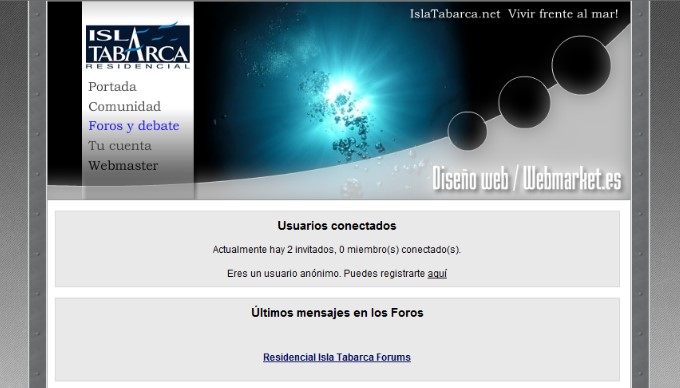 IslaTabarca.net Vivir frente al mar!
ISLA
TABARCA
RESIDENCIAL
Portada
Comunidad
Foros y debate
Tu cuenta
Webmaster
Diseño web / Webmarket.es
Usuarios conectados
Actualmente hay 2 invitados, 0 miembro(s) conectado(s).
Eres un usuario anónimo. Puedes registrarte aquí
Últimos mensajes en los Foros
Residencial Isla Tabarca Forums